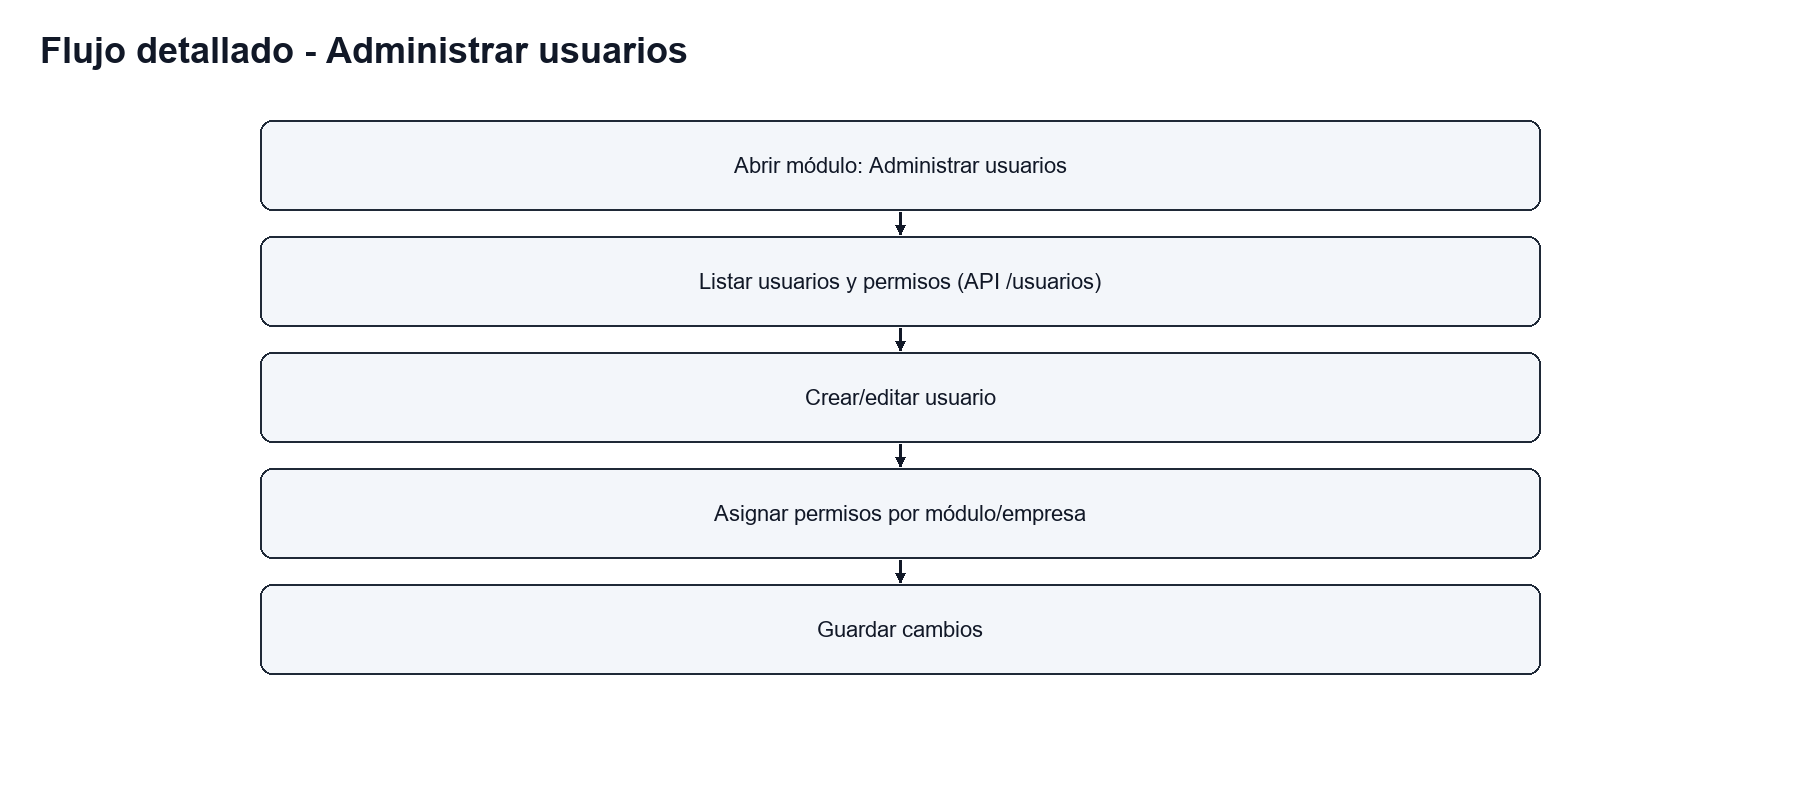 Flujo detallado - Administrar usuarios
Abrir módulo: Administrar usuarios
Listar usuarios y permisos (API /usuarios)
Crear/editar usuario
Asignar permisos por módulo/empresa
Guardar cambios